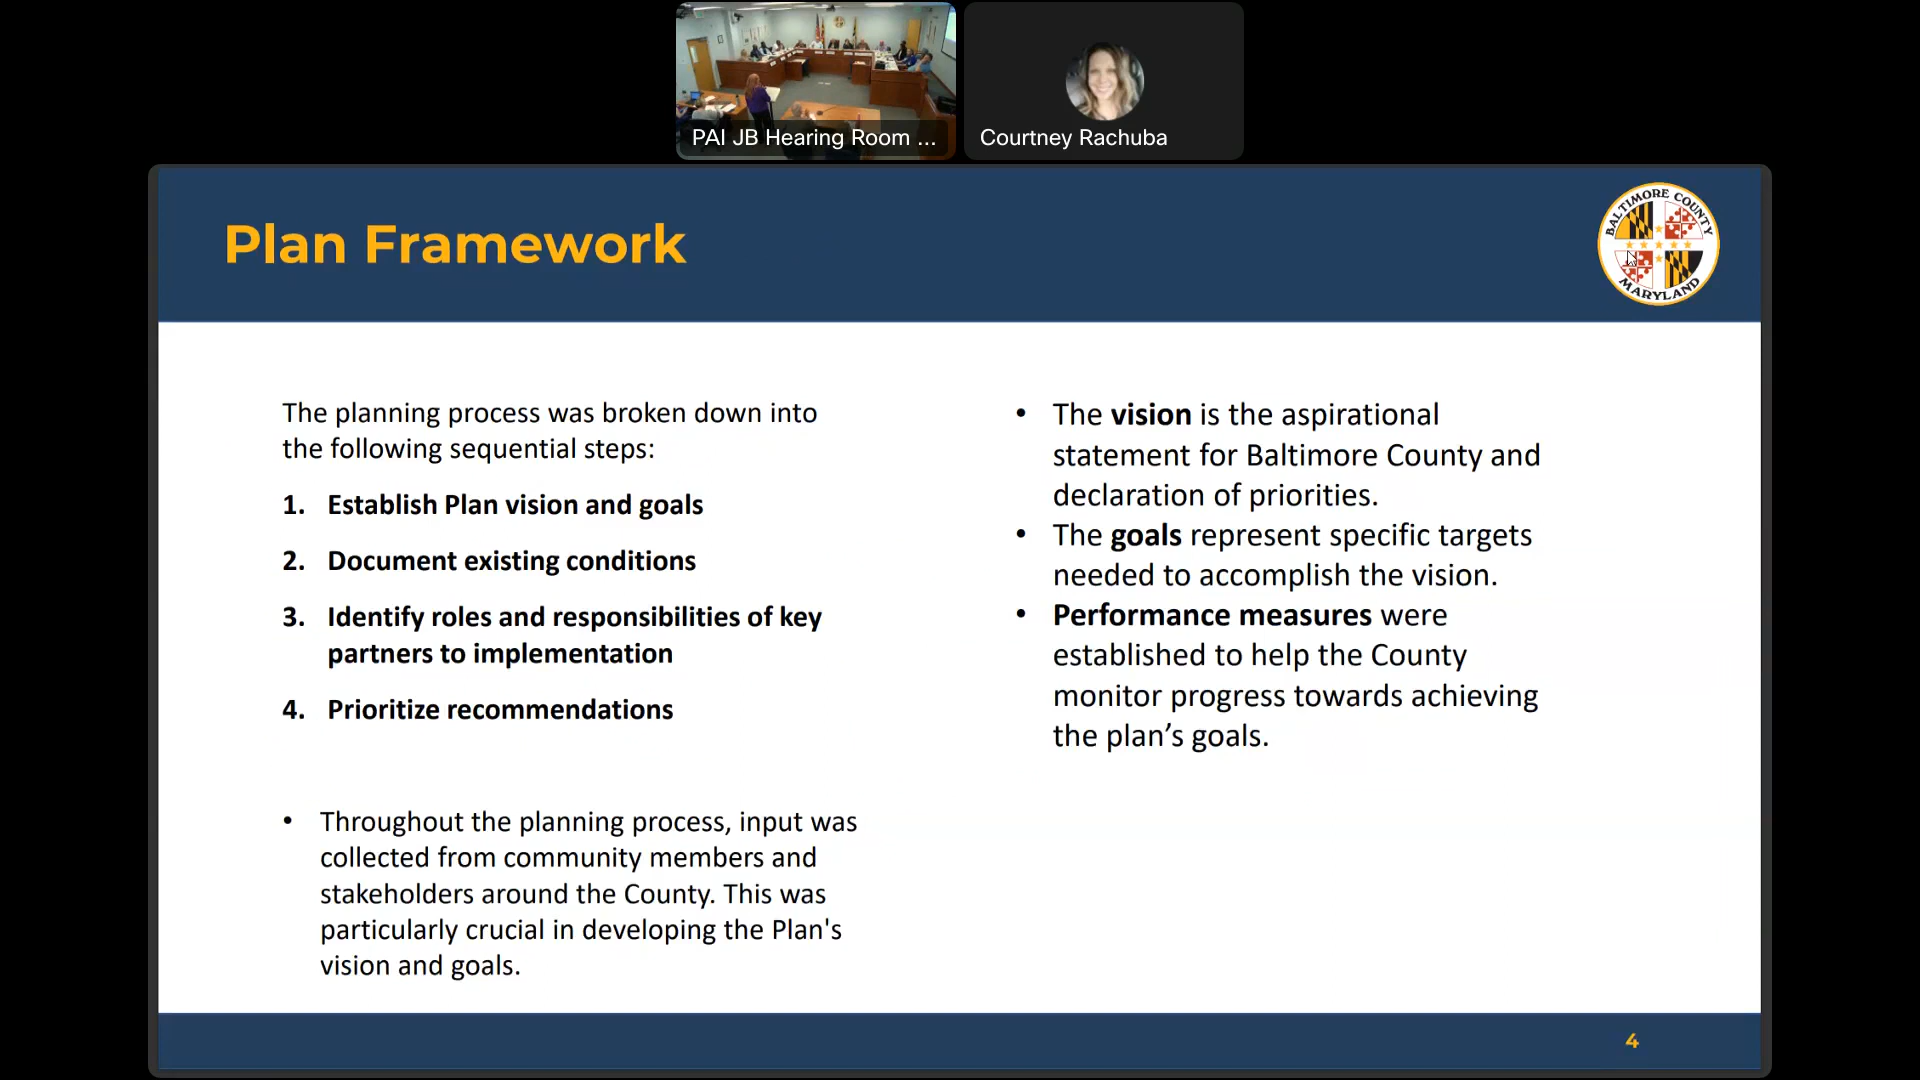 PAI JB Hearing Room ...
Courtney Rachuba
Plan Framework
BALTIMORE COUNTY
MARYLAND
The planning process was broken down into
the following sequential steps:
1. Establish Plan vision and goals
2. Document existing conditions
3. Identify roles and responsibilities of key
partners to implementation
4. Prioritize recommendations
• Throughout the planning process, input was
collected from community members and
stakeholders around the County. This was
particularly crucial in developing the Plan's
vision and goals.
• The vision is the aspirational
statement for Baltimore County and
declaration of priorities.
• The goals represent specific targets
needed to accomplish the vision.
• Performance measures were
established to help the County
monitor progress towards achieving
the plan’s goals.
4